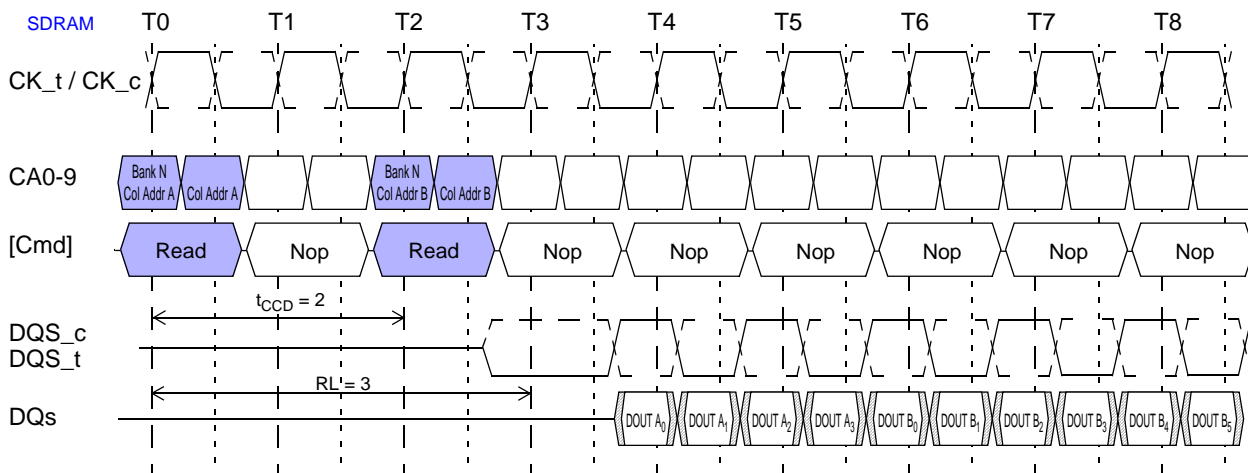 SDRAM T0 T1 T2 T3 T4 T5 T6 T7 T8
CK_t / CK_c
CA0-9
Bank N
Col Addr A
Col Addr A
Bank N
Col Addr B
Col Addr B
[Cmd] Read Nop Read Nop Nop Nop Nop Nop Nop
tCCD = 2
DQS_c
DQS_t
RL = 3
DQs DOUT A0 DOUT A1 DOUT A2 DOUT A3 DOUT B0 DOUT B1 DOUT B2 DOUT B3 DOUT B4 DOUT B5